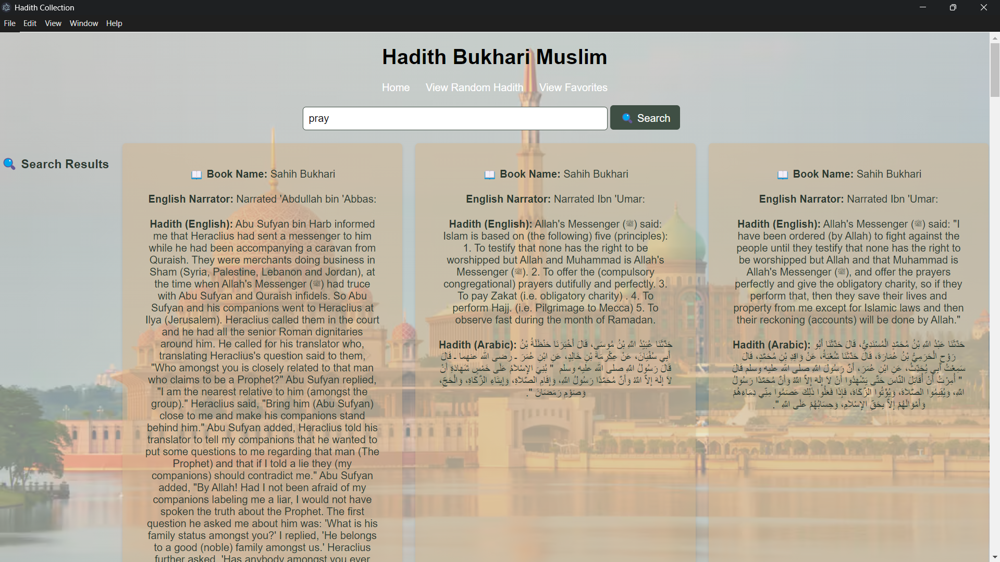 Hadith Collection
File Edit View Window Help
Hadith Bukhari Muslim
Home View Random Hadith View Favorites
pray
Search
Search Results
Book Name: Sahih Bukhari
English Narrator: Narrated 'Abdullah bin 'Abbas:
Hadith (English): Abu Sufyan bin Harb informed
me that Heraclius had sent a messenger to him
while he had been accompanying a caravan from
Quraish. They were merchants doing business in
Sham (Syria, Palestine, Lebanon and Jordan), at
the time when Allah's Messenger (ﷺ) had truce
with Abu Sufyan and Quraish infidels. So Abu
Sufyan and his companions went to Heraclius at
Ilya (Jerusalem). Heraclius called them in the court
and he had all the senior Roman dignitaries
around him. He called for his translator who,
translating Heraclius's question said to them,
"Who amongst you is closely related to that man
who claims to be a Prophet?" Abu Sufyan replied,
"I am the nearest relative to him (amongst the
group)." Heraclius said, "Bring him (Abu Sufyan)
close to me and make his companions stand
behind him." Abu Sufyan added, Heraclius told his
translator to tell my companions that he wanted to
put some questions to me regarding that man (The
Prophet) and that if I told a lie they (my
companions) should contradict me." Abu Sufyan
added, "By Allah! Had I not been afraid of my
companions labeling me a liar, I would not have
spoken the truth about the Prophet. The first
question he asked me about him was: 'What is his
family status amongst you?' I replied, 'He belongs
to a good (noble) family amongst us.' Heraclius
further asked, 'Has anybody amongst you ever
Book Name: Sahih Bukhari
English Narrator: Narrated Ibn 'Umar:
Hadith (English): Allah's Messenger (ﷺ) said:
Islam is based on (the following) five (principles):
1. To testify that none has the right to be
worshipped but Allah and Muhammad is Allah's
Messenger (ﷺ). 2. To offer the (compulsory
congregational) prayers dutifully and perfectly. 3.
To pay Zakat (i.e. obligatory charity) . 4. To
perform Hajj. (i.e. Pilgrimage to Mecca) 5. To
observe fast during the month of Ramadan.
Hadith (Arabic): حَدَّثَنَا عُبَيْدُ اللَّهِ بْنُ مُوسَى، قَالَ أَخْبَرَنَا حَنْظَلَةُ بْنُ
أَبِي سُفْيَانَ، عَنْ عِكْرِمَةَ بْنِ خَالِدٍ، عَنِ ابْنِ عُمَرَ ـ رضى الله عنهما ـ قَالَ
قَالَ رَسُولُ اللَّهِ صلى الله عليه وسلم " بُنِيَ الإِسْلاَمُ عَلَى خَمْسٍ شَهَادَةِ أَنْ
لاَ إِلَهَ إِلاَّ اللَّهُ وَأَنَّ مُحَمَّدًا رَسُولُ اللَّهِ، وَإِقَامِ الصَّلاَةِ، وَإِيتَاءِ الزَّكَاةِ، وَالْحَجِّ،
وَصَوْمِ رَمَضَانَ ".
Book Name: Sahih Bukhari
English Narrator: Narrated Ibn 'Umar:
Hadith (English): Allah's Messenger (ﷺ) said: "I
have been ordered (by Allah) to fight against the
people until they testify that none has the right to
be worshipped but Allah and that Muhammad is
Allah's Messenger (ﷺ), and offer the prayers
perfectly and give the obligatory charity, so if they
perform that, then they save their lives and
property from me except for Islamic laws and then
their reckoning (accounts) will be done by Allah."
Hadith (Arabic): حَدَّثَنَا عَبْدُ اللَّهِ بْنُ مُحَمَّدٍ الْمُسْنَدِيُّ، قَالَ حَدَّثَنَا أَبُو
رَوْحٍ الْحَرَمِيُّ بْنُ عُمَارَةَ، قَالَ حَدَّثَنَا شُعْبَةُ، عَنْ وَاقِدِ بْنِ مُحَمَّدٍ، قَالَ
سَمِعْتُ أَبِي يُحَدِّثُ، عَنِ ابْنِ عُمَرَ، أَنَّ رَسُولَ اللَّهِ صلى الله عليه وسلم قَالَ
" أُمِرْتُ أَنْ أُقَاتِلَ النَّاسَ حَتَّى يَشْهَدُوا أَنْ لاَ إِلَهَ إِلاَّ اللَّهُ وَأَنَّ مُحَمَّدًا رَسُولُ
اللَّهِ، وَيُقِيمُوا الصَّلاَةَ، وَيُؤْتُوا الزَّكَاةَ، فَإِذَا فَعَلُوا ذَلِكَ عَصَمُوا مِنِّي دِمَاءَهُمْ
وَأَمْوَالَهُمْ إِلاَّ بِحَقِّ الإِسْلاَمِ، وَحِسَابُهُمْ عَلَى اللَّهِ ".